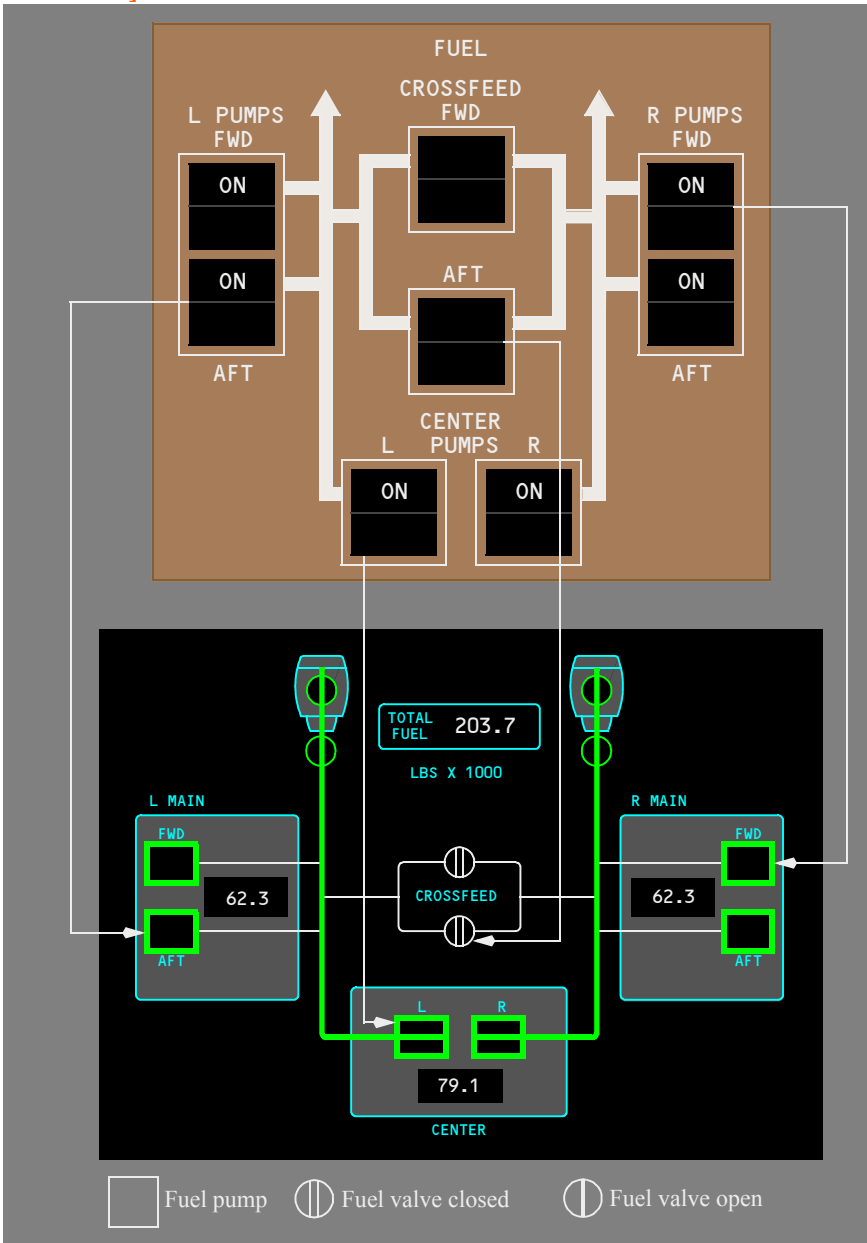 FUEL
CROSSFEED
FWD
L PUMPS
FWD
R PUMPS
FWD
ON
ON
ON
AFT
ON
AFT
AFT
CENTER
L PUMPS R
ON
ON
TOTAL
FUEL
203.7
LBS X 1000
L MAIN
R MAIN
FWD
FWD
62.3
CROSSFEED
62.3
AFT
AFT
L
R
79.1
CENTER
Fuel pump
Fuel valve closed
Fuel valve open